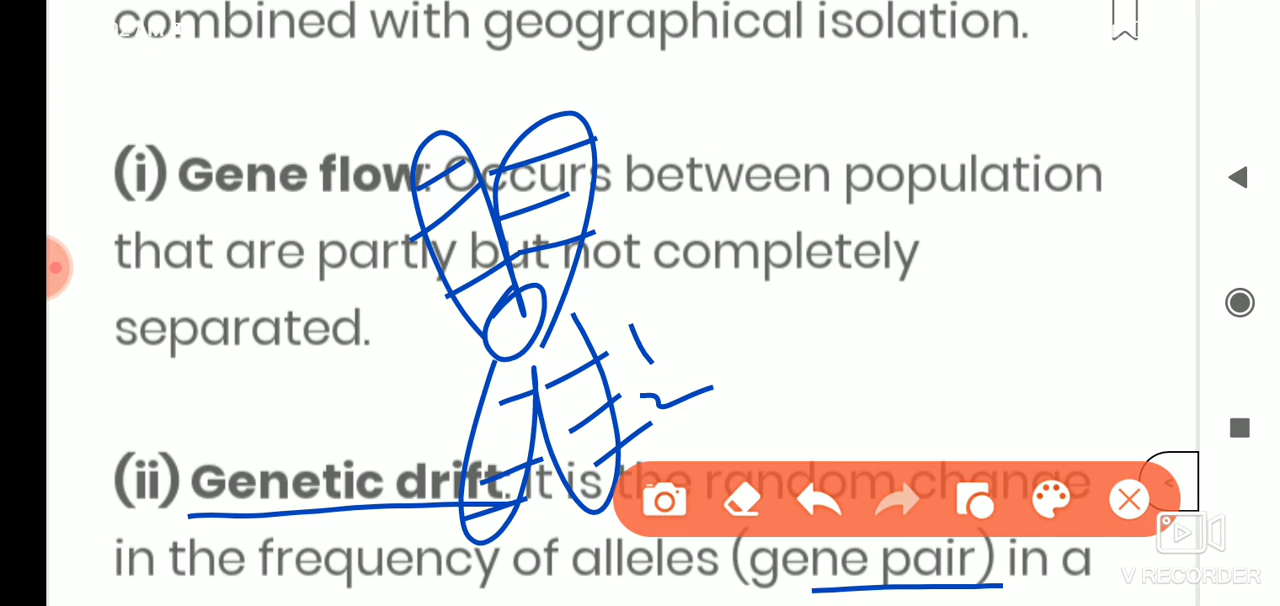 combined with geographical isolation.
(i) Gene flow: Occurs between population
that are partly but not completely
separated.
(ii) Genetic drift: It is the random change
in the frequency of alleles (gene pair) in a
V RECORDER